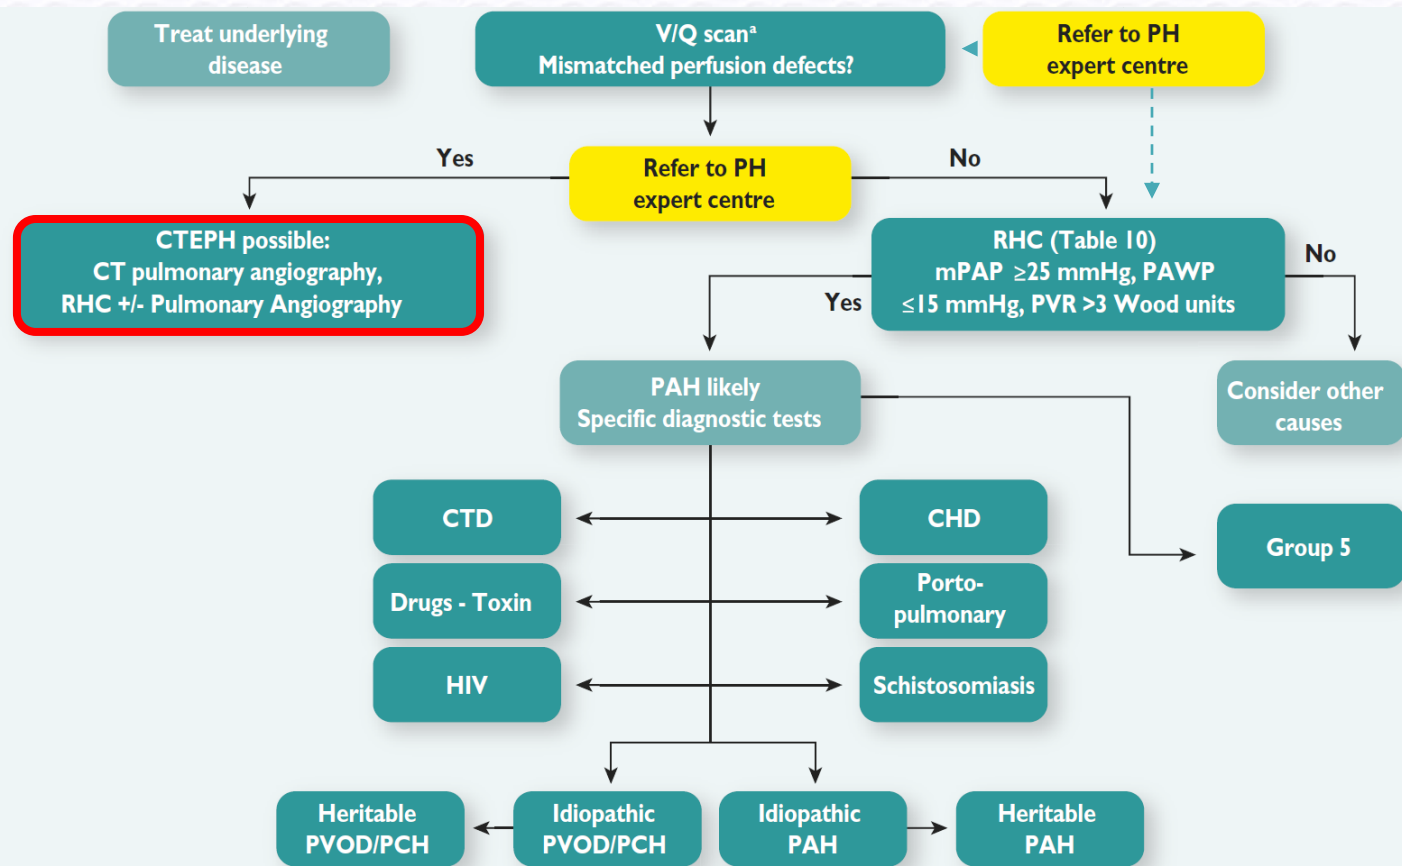 Treat underlying
disease
V/Q scanᵃ
Mismatched perfusion defects?
Refer to PH
expert centre
Yes
Refer to PH
expert centre
No
CTEPH possible:
CT pulmonary angiography,
RHC +/- Pulmonary Angiography
RHC (Table 10)
mPAP ≥25 mmHg, PAWP
≤15 mmHg, PVR >3 Wood units
No
Yes
PAH likely
Specific diagnostic tests
Consider other
causes
CTD
CHD
Group 5
Drugs - Toxin
Porto-
pulmonary
HIV
Schistosomiasis
Heritable
PVOD/PCH
Idiopathic
PVOD/PCH
Idiopathic
PAH
Heritable
PAH